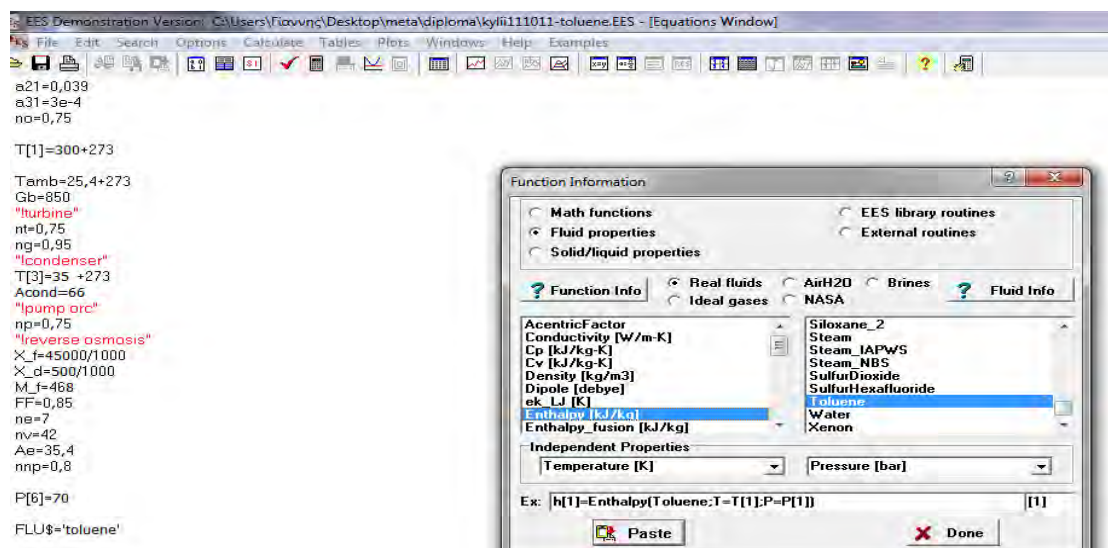 EES Demonstration Version: C:\Users\Γιαννης\Desktop\meta\diploma\kylii111011-toluene.EES - [Equations Window]
File Edit Search Options Calculate Tables Plots Windows Help Examples
a21=0,039
a31=3e-4
no=0,75
T[1]=300+273
Tamb=25,4+273
Gb=850
"!turbine"
nt=0,75
ng=0,95
"!condenser"
T[3]=35 +273
Acond=66
"!pump orc"
np=0,75
"!reverse osmosis"
X_f=45000/1000
X_d=500/1000
M_f=468
FF=0,85
ne=7
nv=42
Ae=35,4
nnp=0,8
P[6]=70
FLU$='toluene'
Function Information
Math functions
EES library routines
Fluid properties
External routines
Solid/liquid properties
? Function Info
Real fluids
AirH2O
Brines
Ideal gases
NASA
? Fluid Info
AcentricFactor
Conductivity [W/m-K]
Cp [kJ/kg-K]
Cv [kJ/kg-K]
Density [kg/m3]
Dipole [debye]
ek_LJ [K]
Enthalpy [kJ/kg]
Enthalpy_fusion [kJ/kg]
Siloxane_2
Steam
Steam_IAPWS
Steam_NBS
SulfurDioxide
SulfurHexafluoride
Toluene
Water
Xenon
Independent Properties
Temperature [K]
Pressure [bar]
Ex: h[1]=Enthalpy(Toluene;T=T[1];P=P[1])
[1]
Paste
Done